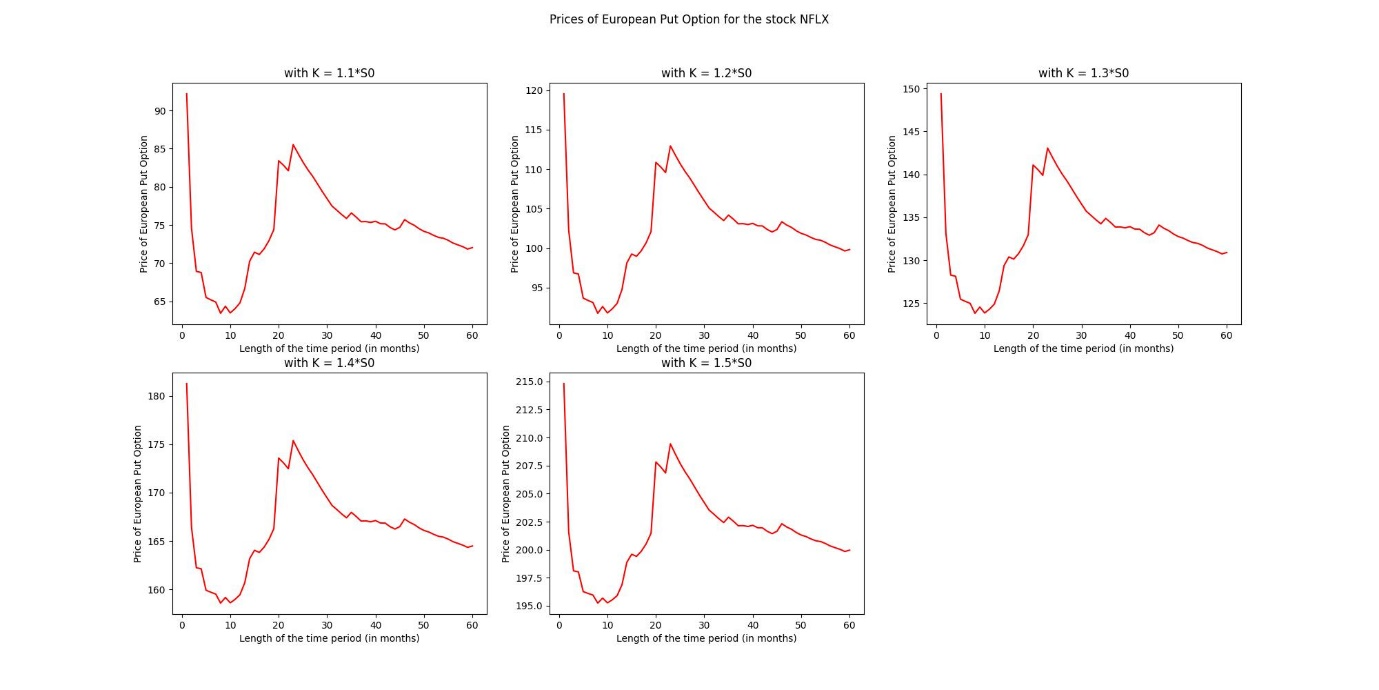 Prices of European Put Option for the stock NFLX
with K = 1.1*S0
Price of European Put Option
90
85
80
75
70
65
0 10 20 30 40 50 60
Length of the time period (in months)
with K = 1.2*S0
Price of European Put Option
120
115
110
105
100
95
0 10 20 30 40 50 60
Length of the time period (in months)
with K = 1.3*S0
Price of European Put Option
150
145
140
135
130
125
0 10 20 30 40 50 60
Length of the time period (in months)
with K = 1.4*S0
Price of European Put Option
180
175
170
165
160
0 10 20 30 40 50 60
Length of the time period (in months)
with K = 1.5*S0
Price of European Put Option
215.0
212.5
210.0
207.5
205.0
202.5
200.0
197.5
195.0
0 10 20 30 40 50 60
Length of the time period (in months)